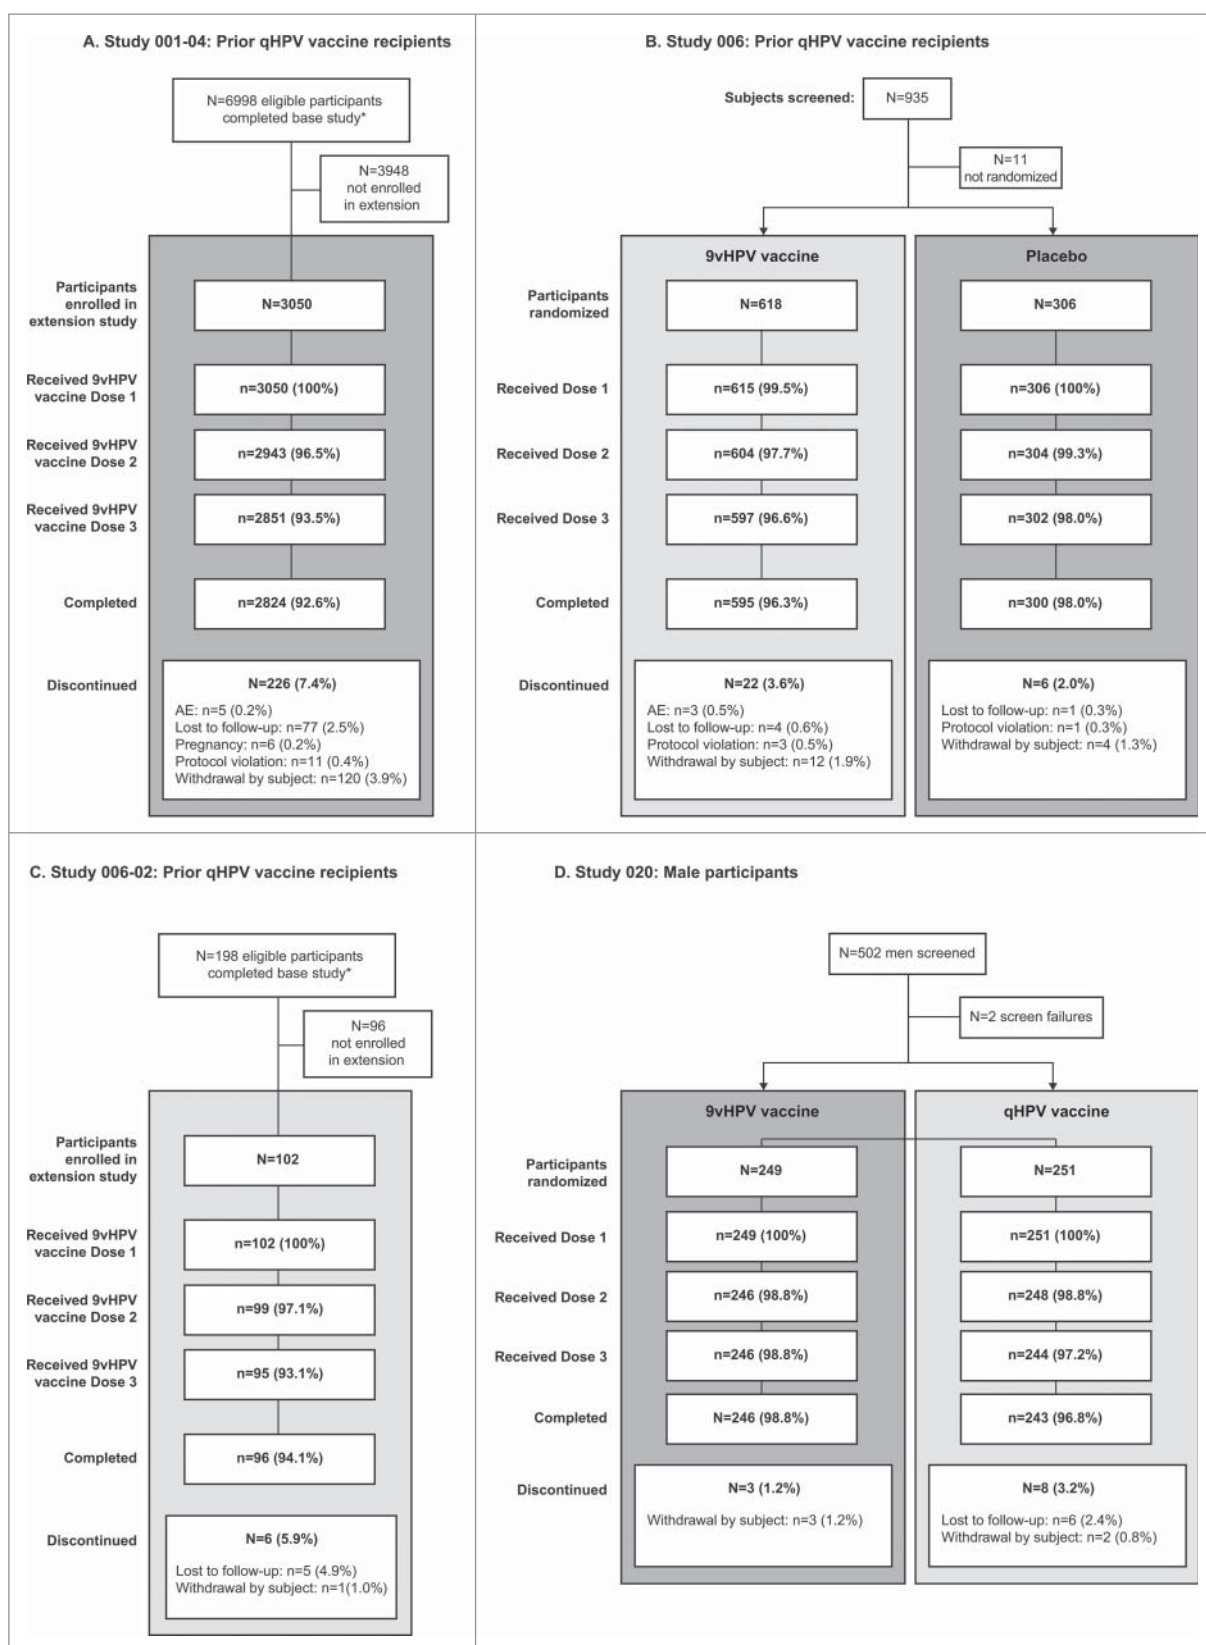 A. Study 001-04: Prior qHPV vaccine recipients
N=6998 eligible participants
completed base study*
N=3948
not enrolled
in extension
Participants
enrolled in
extension study
N=3050
Received 9vHPV
vaccine Dose 1
n=3050 (100%)
Received 9vHPV
vaccine Dose 2
n=2943 (96.5%)
Received 9vHPV
vaccine Dose 3
n=2851 (93.5%)
Completed
n=2824 (92.6%)
Discontinued
N=226 (7.4%)
AE: n=5 (0.2%)
Lost to follow-up: n=77 (2.5%)
Pregnancy: n=6 (0.2%)
Protocol violation: n=11 (0.4%)
Withdrawal by subject: n=120 (3.9%)
B. Study 006: Prior qHPV vaccine recipients
Subjects screened:
N=935
N=11
not randomized
9vHPV vaccine
Placebo
Participants
randomized
N=618
N=306
Received Dose 1
n=615 (99.5%)
n=306 (100%)
Received Dose 2
n=604 (97.7%)
n=304 (99.3%)
Received Dose 3
n=597 (96.6%)
n=302 (98.0%)
Completed
n=595 (96.3%)
n=300 (98.0%)
Discontinued
N=22 (3.6%)
AE: n=3 (0.5%)
Lost to follow-up: n=4 (0.6%)
Protocol violation: n=3 (0.5%)
Withdrawal by subject: n=12 (1.9%)
N=6 (2.0%)
Lost to follow-up: n=1 (0.3%)
Protocol violation: n=1 (0.3%)
Withdrawal by subject: n=4 (1.3%)
C. Study 006-02: Prior qHPV vaccine recipients
N=198 eligible participants
completed base study*
N=96
not enrolled
in extension
Participants
enrolled in
extension study
N=102
Received 9vHPV
vaccine Dose 1
n=102 (100%)
Received 9vHPV
vaccine Dose 2
n=99 (97.1%)
Received 9vHPV
vaccine Dose 3
n=95 (93.1%)
Completed
n=96 (94.1%)
Discontinued
N=6 (5.9%)
Lost to follow-up: n=5 (4.9%)
Withdrawal by subject: n=1(1.0%)
D. Study 020: Male participants
N=502 men screened
N=2 screen failures
9vHPV vaccine
qHPV vaccine
Participants
randomized
N=249
N=251
Received Dose 1
n=249 (100%)
n=251 (100%)
Received Dose 2
n=246 (98.8%)
n=248 (98.8%)
Received Dose 3
n=246 (98.8%)
n=244 (97.2%)
Completed
N=246 (98.8%)
n=243 (96.8%)
Discontinued
N=3 (1.2%)
Withdrawal by subject: n=3 (1.2%)
N=8 (3.2%)
Lost to follow-up: n=6 (2.4%)
Withdrawal by subject: n=2 (0.8%)